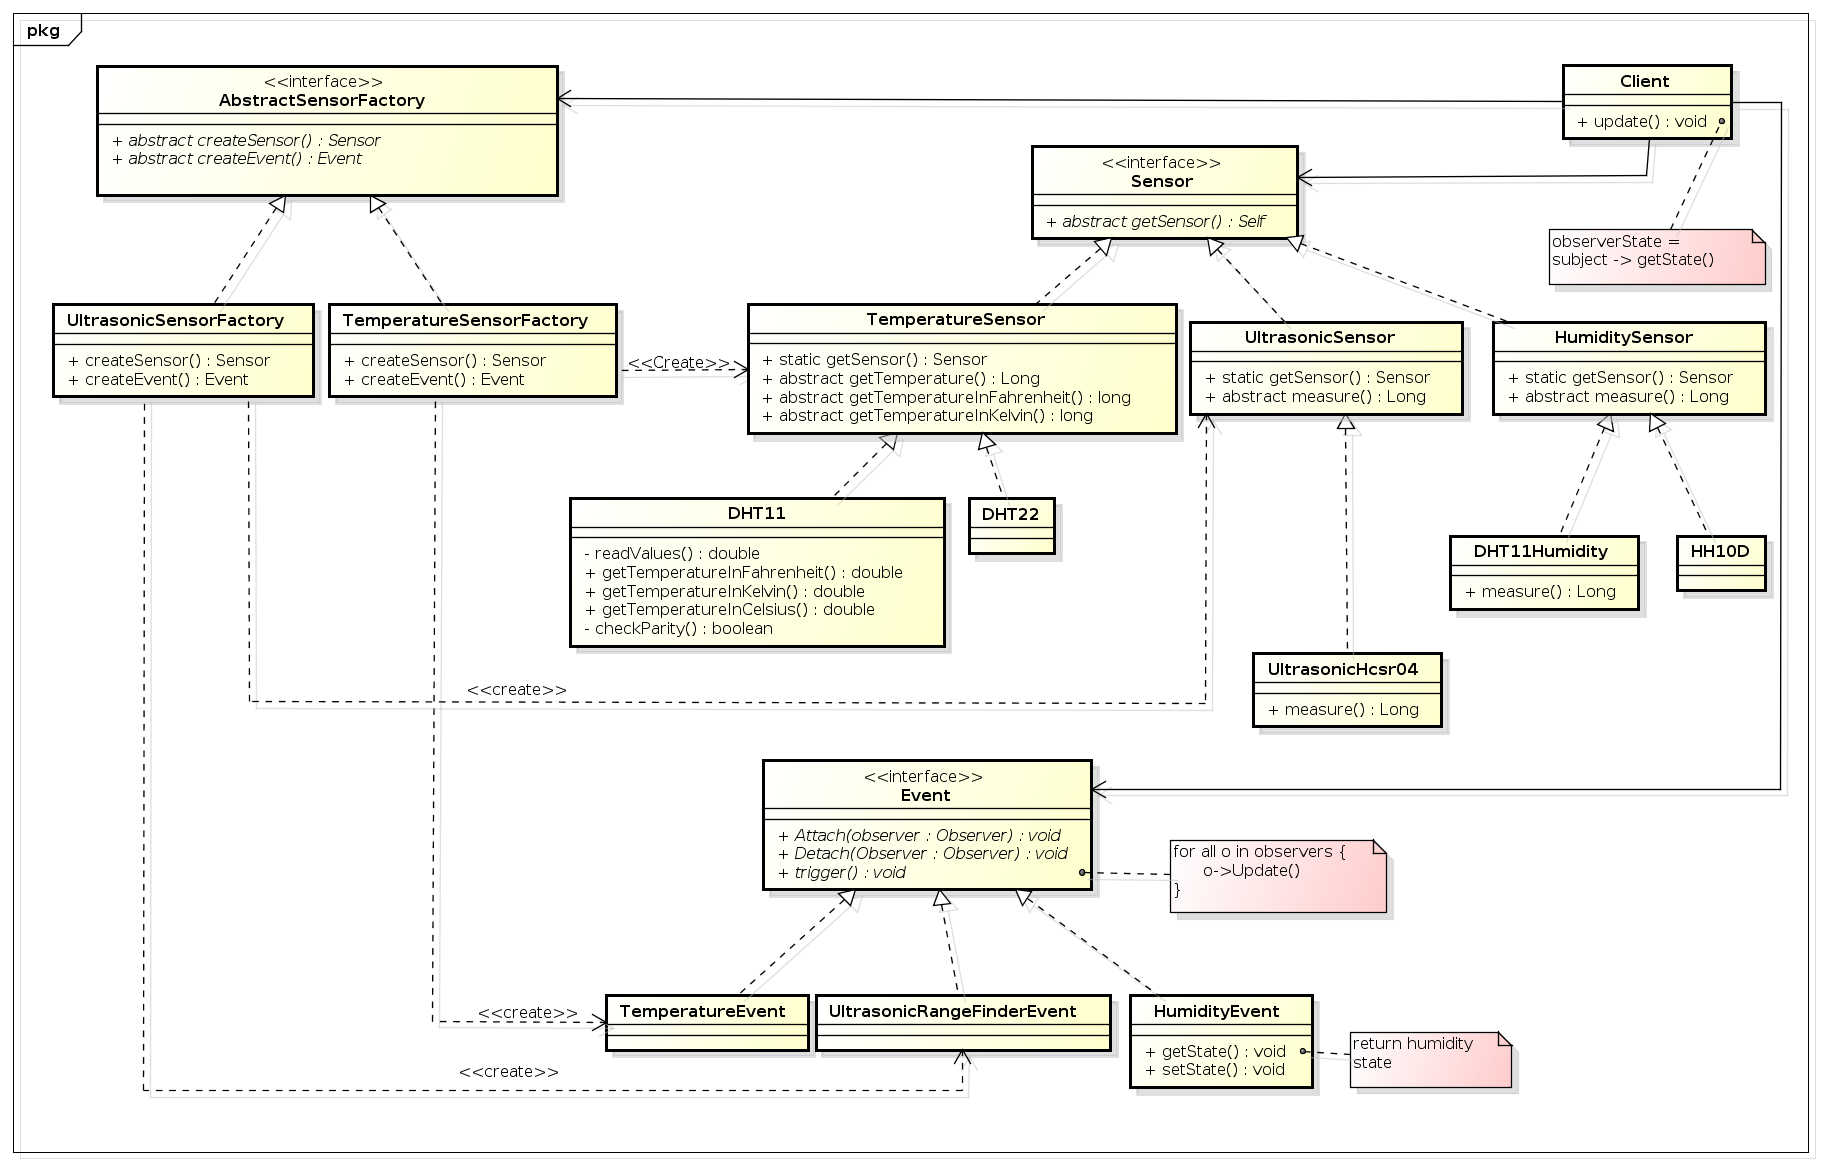 pkg
<<interface>>
AbstractSensorFactory
+ abstract createSensor() : Sensor
+ abstract createEvent() : Event
Client
+ update() : void
<<interface>>
Sensor
+ abstract getSensor() : Self
observerState =
subject -> getState()
UltrasonicSensorFactory
+ createSensor() : Sensor
+ createEvent() : Event
TemperatureSensorFactory
+ createSensor() : Sensor
+ createEvent() : Event
<<Create>>
TemperatureSensor
+ static getSensor() : Sensor
+ abstract getTemperature() : Long
+ abstract getTemperatureInFahrenheit() : long
+ abstract getTemperatureInKelvin() : long
UltrasonicSensor
+ static getSensor() : Sensor
+ abstract measure() : Long
HumiditySensor
+ static getSensor() : Sensor
+ abstract measure() : Long
DHT11
- readValues() : double
+ getTemperatureInFahrenheit() : double
+ getTemperatureInKelvin() : double
+ getTemperatureInCelsius() : double
- checkParity() : boolean
DHT22
DHT11Humidity
+ measure() : Long
HH10D
UltrasonicHcsr04
+ measure() : Long
<<create>>
<<interface>>
Event
+ Attach(observer : Observer) : void
+ Detach(Observer : Observer) : void
+ trigger() : void
for all o in observers {
o->Update()
}
<<create>>
TemperatureEvent
UltrasonicRangeFinderEvent
HumidityEvent
+ getState() : void
+ setState() : void
return humidity
state
<<create>>